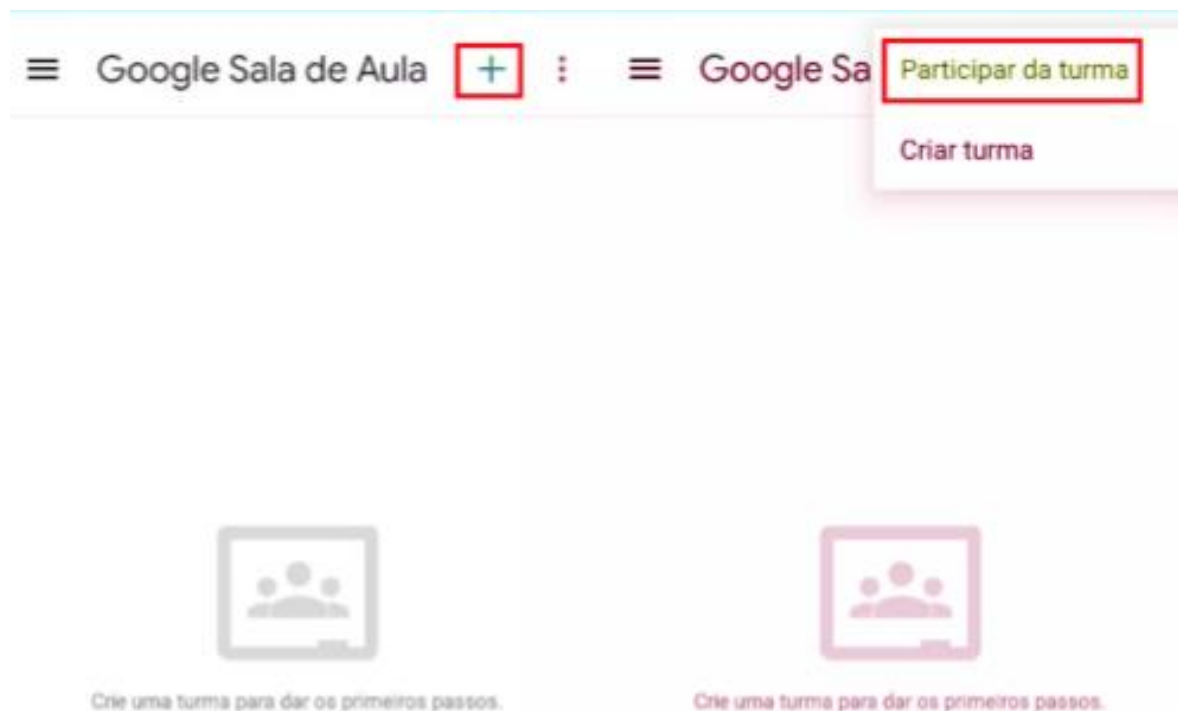 Google Sala de Aula +
Crie uma turma para dar os primeiros passos.
Google Sa
Participar da turma
Criar turma
Crie uma turma para dar os primeiros passos.